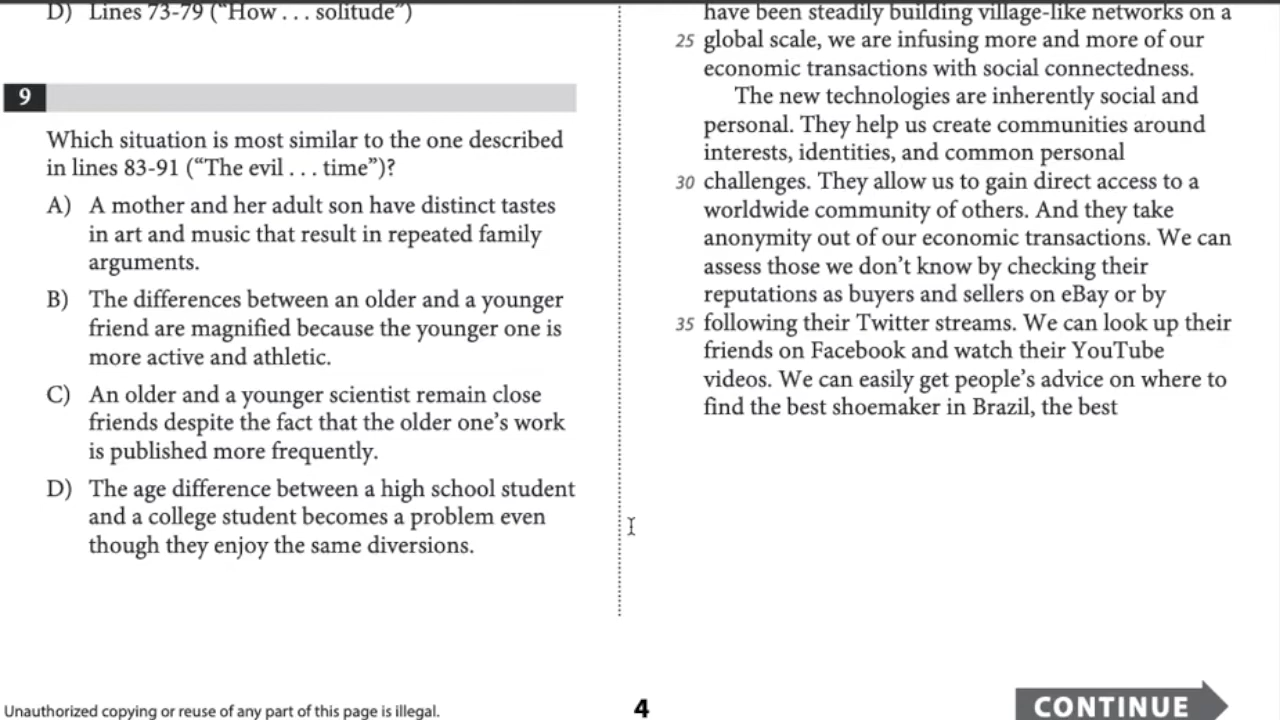 D) Lines 73-79 (“How . . . solitude”)
9
Which situation is most similar to the one described
in lines 83-91 (“The evil . . . time”)?
A) A mother and her adult son have distinct tastes
in art and music that result in repeated family
arguments.
B) The differences between an older and a younger
friend are magnified because the younger one is
more active and athletic.
C) An older and a younger scientist remain close
friends despite the fact that the older one’s work
is published more frequently.
D) The age difference between a high school student
and a college student becomes a problem even
though they enjoy the same diversions.
have been steadily building village-like networks on a
25 global scale, we are infusing more and more of our
economic transactions with social connectedness.
The new technologies are inherently social and
personal. They help us create communities around
interests, identities, and common personal
30 challenges. They allow us to gain direct access to a
worldwide community of others. And they take
anonymity out of our economic transactions. We can
assess those we don’t know by checking their
reputations as buyers and sellers on eBay or by
35 following their Twitter streams. We can look up their
friends on Facebook and watch their YouTube
videos. We can easily get people’s advice on where to
find the best shoemaker in Brazil, the best
Unauthorized copying or reuse of any part of this page is illegal.
4
CONTINUE